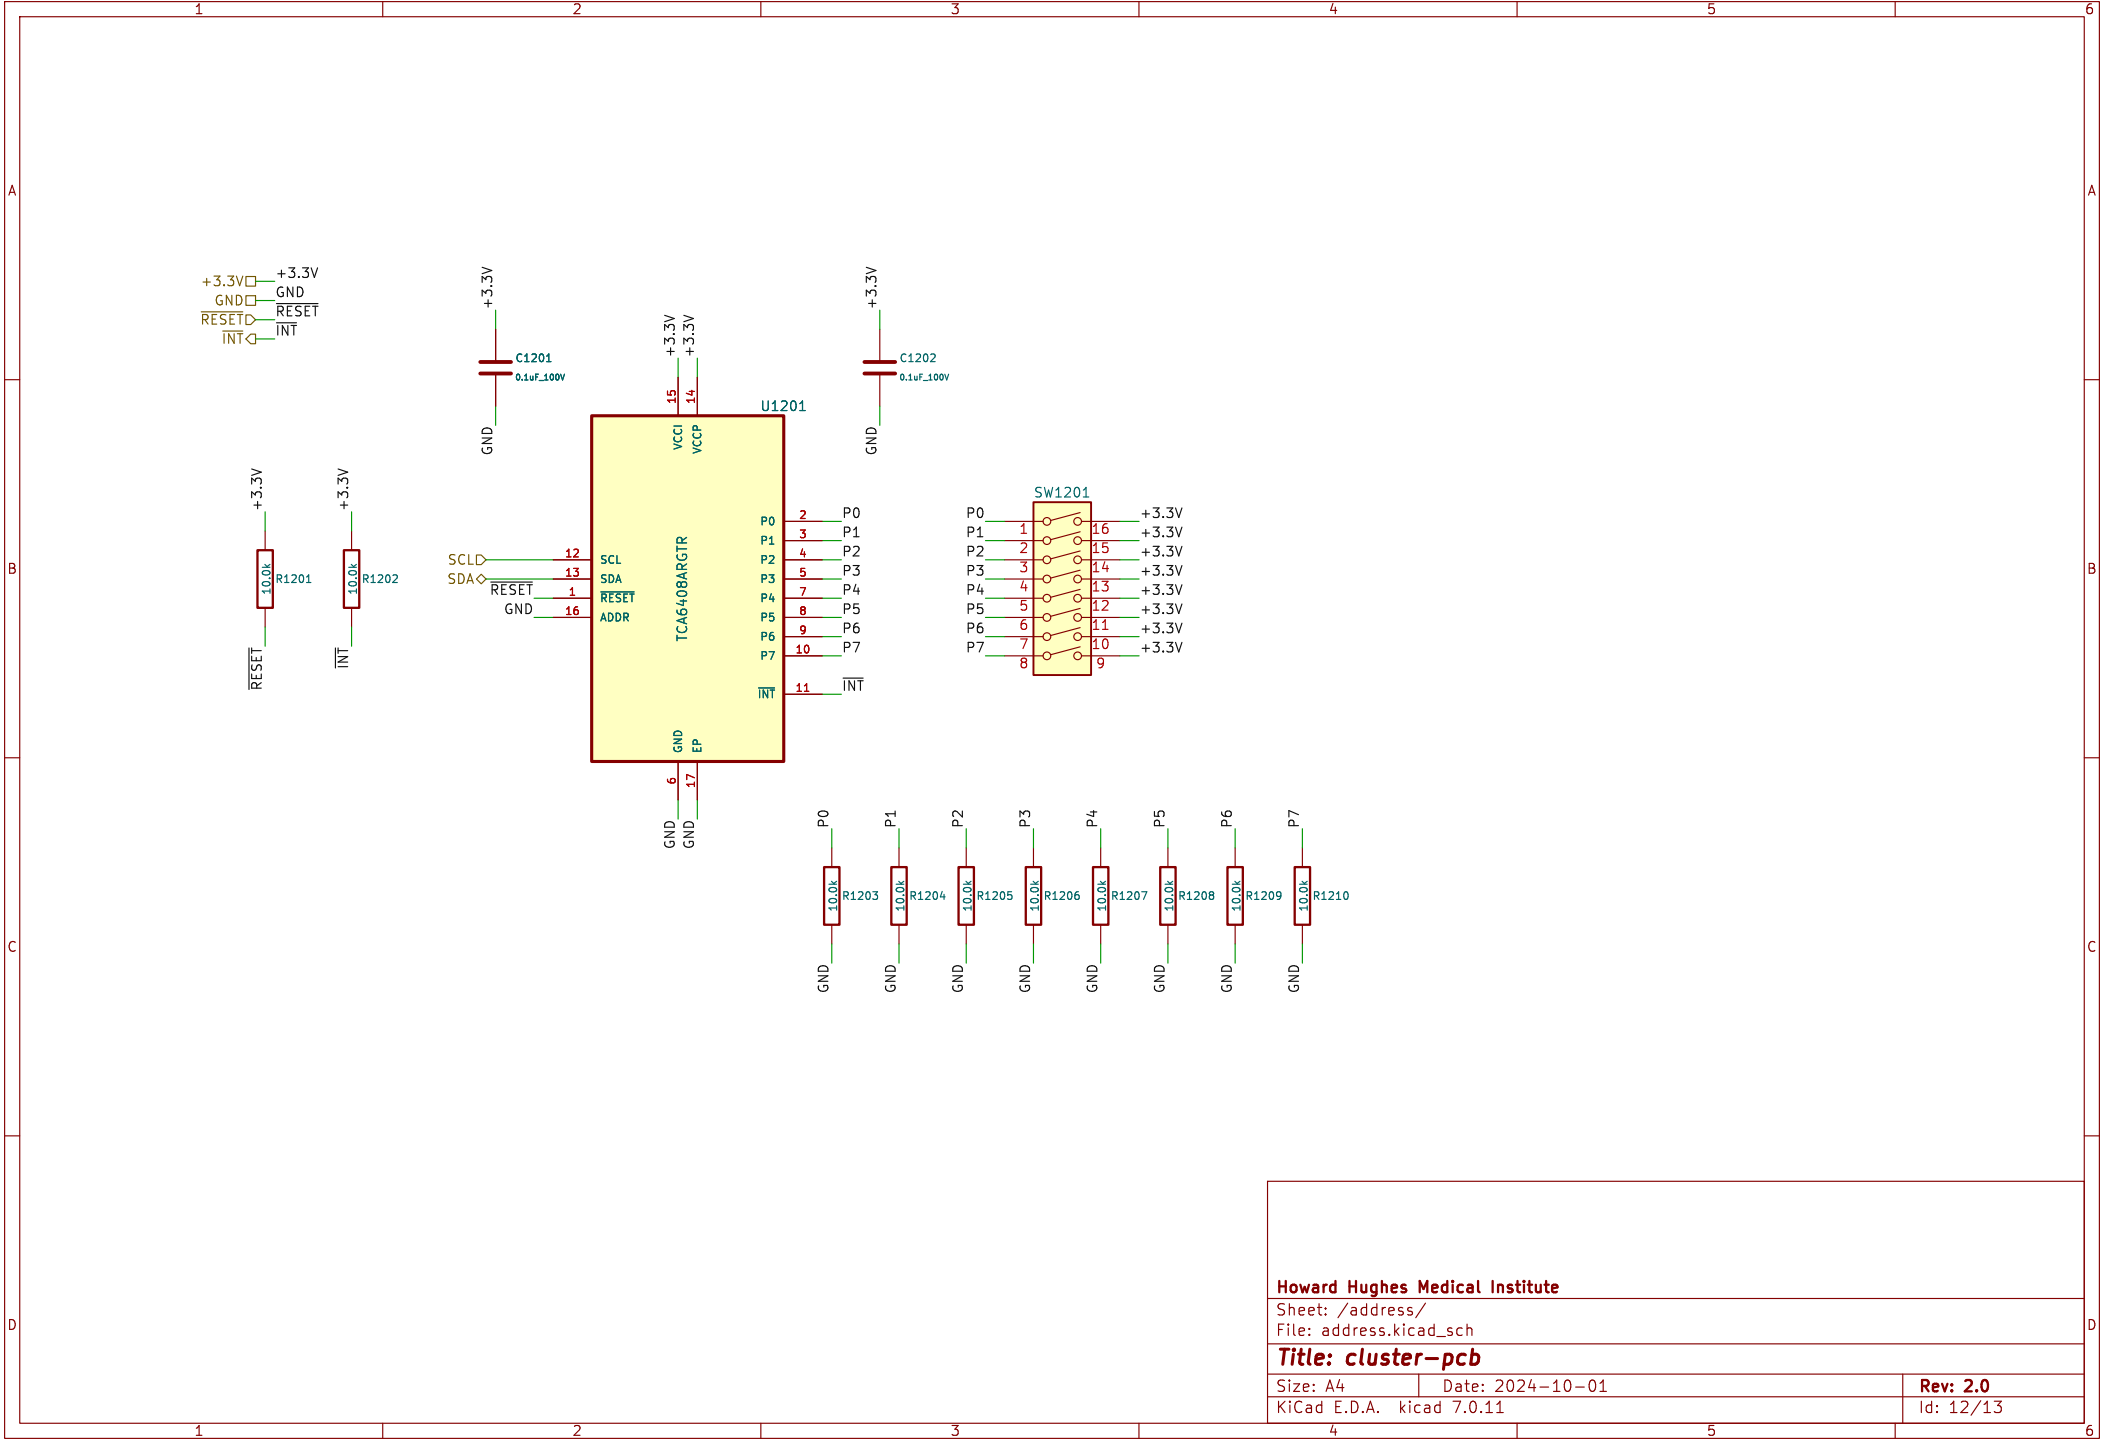 1 2 3 4 5 6
A A
+3.3V +3.3V
GND GND
RESET RESET
INT INT
+3.3V
C1201
0.1uF_100V
GND
+3.3V +3.3V
15 14
+3.3V
C1202
0.1uF_100V
GND
U1201
VCCI VCCP
TCA6408ARGTR
B B
+3.3V
10.0k R1201
RESET
+3.3V
10.0k R1202
INT
SCL 12 SCL
SDA 13 SDA
RESET 1 RESET
GND 16 ADDR
P0 2 P0
P1 3 P1
P2 4 P2
P3 5 P3
P4 7 P4
P5 8 P5
P6 9 P6
P7 10 P7
INT 11 INT
GND EP
6 17
GND GND
SW1201
P0 1 16 +3.3V
P1 2 15 +3.3V
P2 3 14 +3.3V
P3 4 13 +3.3V
P4 5 12 +3.3V
P5 6 11 +3.3V
P6 7 10 +3.3V
P7 8 9 +3.3V
P0 P1 P2 P3 P4 P5 P6 P7
10.0k R1203 10.0k R1204 10.0k R1205 10.0k R1206 10.0k R1207 10.0k R1208 10.0k R1209 10.0k R1210
GND GND GND GND GND GND GND GND
C C
D D
Howard Hughes Medical Institute
Sheet: /address/
File: address.kicad_sch
Title: cluster-pcb
Size: A4 Date: 2024-10-01 Rev: 2.0
KiCad E.D.A. kicad 7.0.11 Id: 12/13
1 2 3 4 5 6